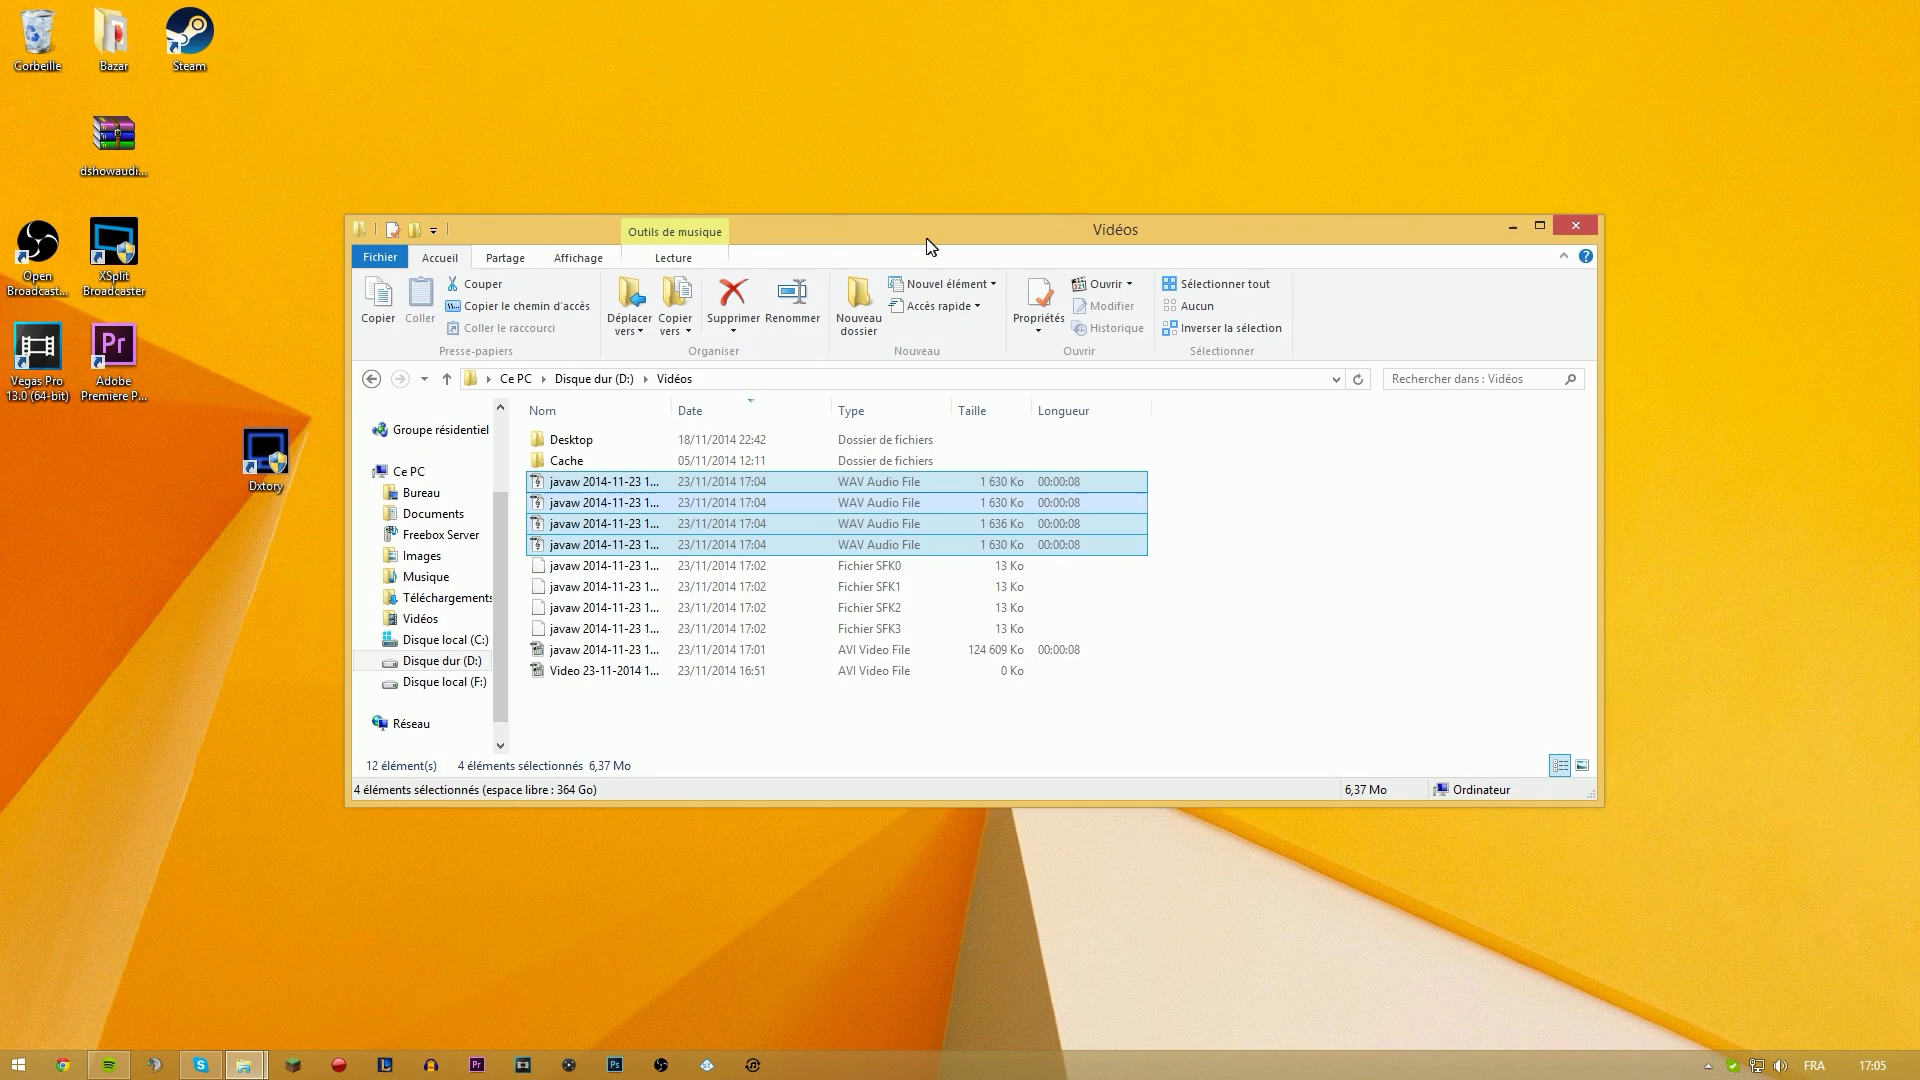 Corbeille
Bazar
Steam
dshowaudi...
Open
Broadcast...
XSplit
Broadcaster
Vegas Pro
13.0 (64-bit)
Adobe
Premiere P...
Dxtory
Outils de musique
Vidéos
Fichier
Accueil
Partage
Affichage
Lecture
Copier
Coller
Couper
Copier le chemin d'accès
Coller le raccourci
Presse-papiers
Déplacer
vers
Copier
vers
Supprimer
Renommer
Organiser
Nouveau
dossier
Nouvel élément
Accès rapide
Nouveau
Propriétés
Ouvrir
Modifier
Historique
Ouvrir
Sélectionner tout
Aucun
Inverser la sélection
Sélectionner
Ce PC Disque dur (D:) Vidéos
Rechercher dans : Vidéos
Groupe résidentiel
Ce PC
Bureau
Documents
Freebox Server
Images
Musique
Téléchargements
Vidéos
Disque local (C:)
Disque dur (D:)
Disque local (F:)
Réseau
Nom Date Type Taille Longueur
Desktop 18/11/2014 22:42 Dossier de fichiers
Cache 05/11/2014 12:11 Dossier de fichiers
javaw 2014-11-23 1... 23/11/2014 17:04 WAV Audio File 1 630 Ko 00:00:08
javaw 2014-11-23 1... 23/11/2014 17:04 WAV Audio File 1 630 Ko 00:00:08
javaw 2014-11-23 1... 23/11/2014 17:04 WAV Audio File 1 636 Ko 00:00:08
javaw 2014-11-23 1... 23/11/2014 17:04 WAV Audio File 1 630 Ko 00:00:08
javaw 2014-11-23 1... 23/11/2014 17:02 Fichier SFK0 13 Ko
javaw 2014-11-23 1... 23/11/2014 17:02 Fichier SFK1 13 Ko
javaw 2014-11-23 1... 23/11/2014 17:02 Fichier SFK2 13 Ko
javaw 2014-11-23 1... 23/11/2014 17:02 Fichier SFK3 13 Ko
javaw 2014-11-23 1... 23/11/2014 17:01 AVI Video File 124 609 Ko 00:00:08
Video 23-11-2014 1... 23/11/2014 16:51 AVI Video File 0 Ko
12 élément(s) 4 éléments sélectionnés 6,37 Mo
4 éléments sélectionnés (espace libre : 364 Go) 6,37 Mo Ordinateur
FRA 17:05